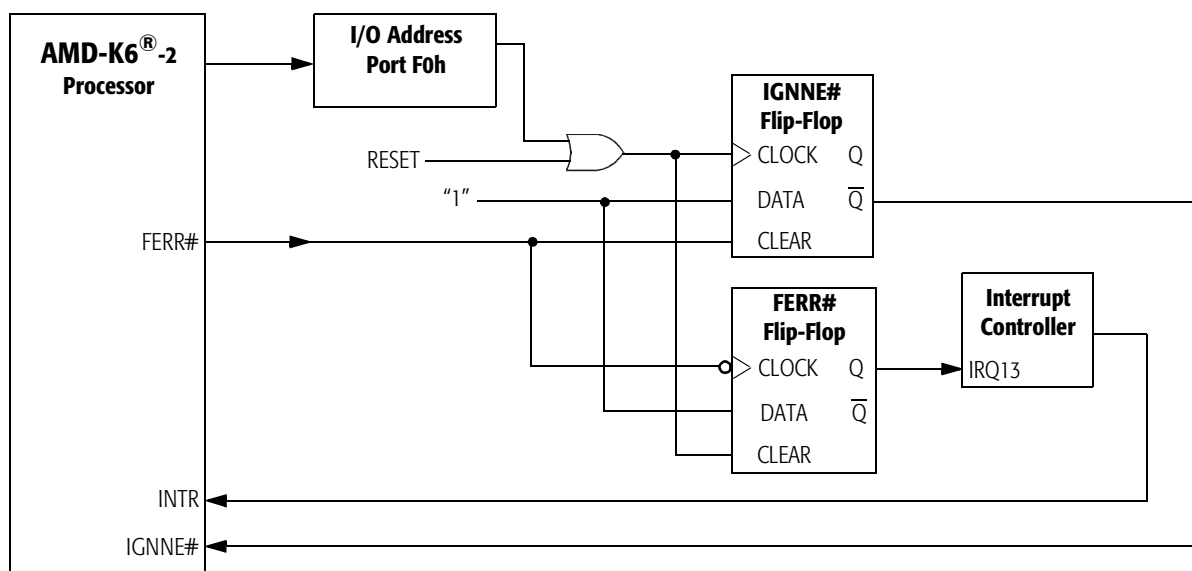 AMD-K6®-2
Processor
I/O Address
Port F0h
RESET
“1”
FERR#
INTR
IGNNE#
IGNNE#
Flip-Flop
CLOCK Q
DATA Q̅
CLEAR
FERR#
Flip-Flop
CLOCK Q
DATA Q̅
CLEAR
Interrupt
Controller
IRQ13